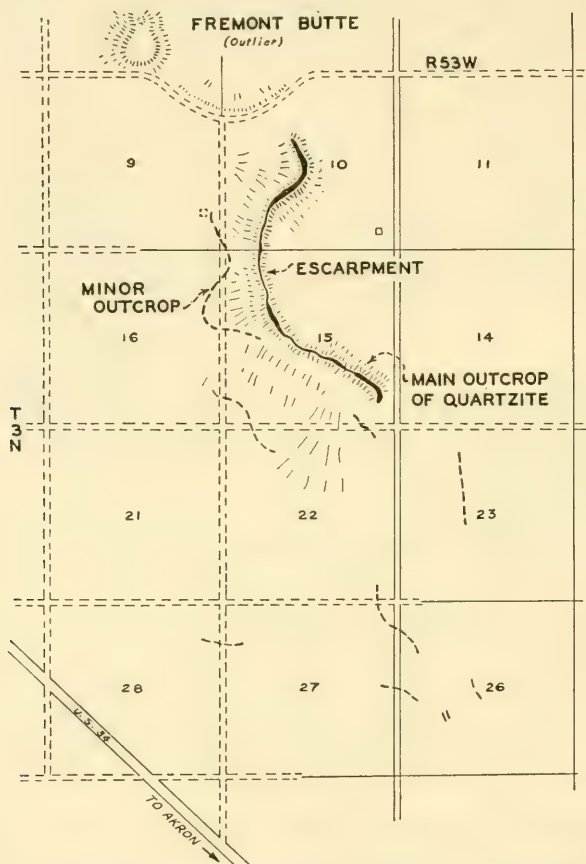 FREMONT BUTTE
(Outlier)
R53W
9
10
11
ESCARPMENT
MINOR
OUTCROP
16
15
14
MAIN OUTCROP
OF QUARTZITE
T
3
N
21
22
23
28
27
26
U.S. 34
TO AKRON